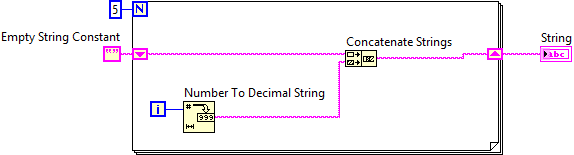 5
N
Empty String Constant
Concatenate Strings
String
abc
Number To Decimal String
i
#
999